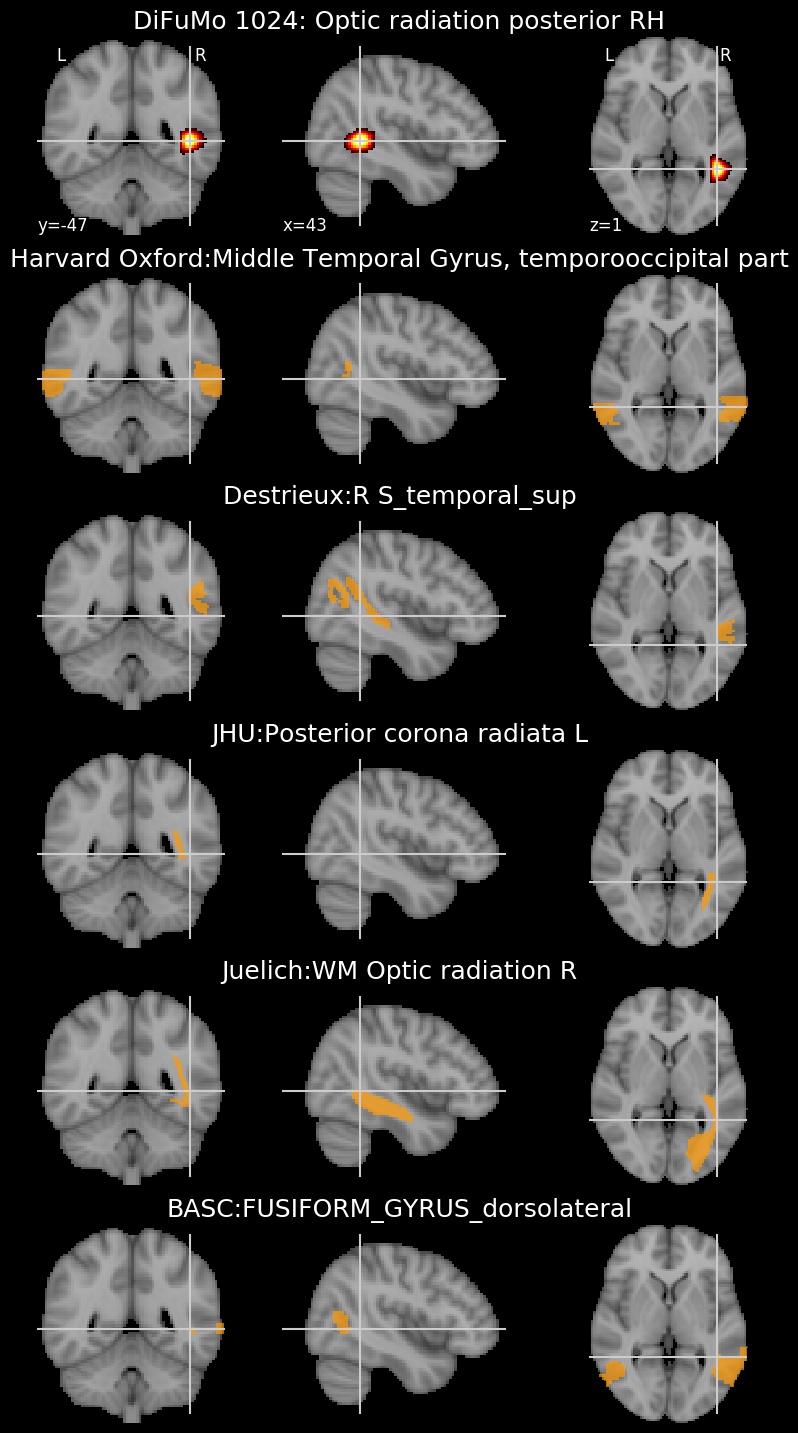 DiFuMo 1024: Optic radiation posterior RH
L R L R
y=-47 x=43 z=1
Harvard Oxford:Middle Temporal Gyrus, temporooccipital part
Destrieux:R S_temporal_sup
JHU:Posterior corona radiata L
Juelich:WM Optic radiation R
BASC:FUSIFORM_GYRUS_dorsolateral